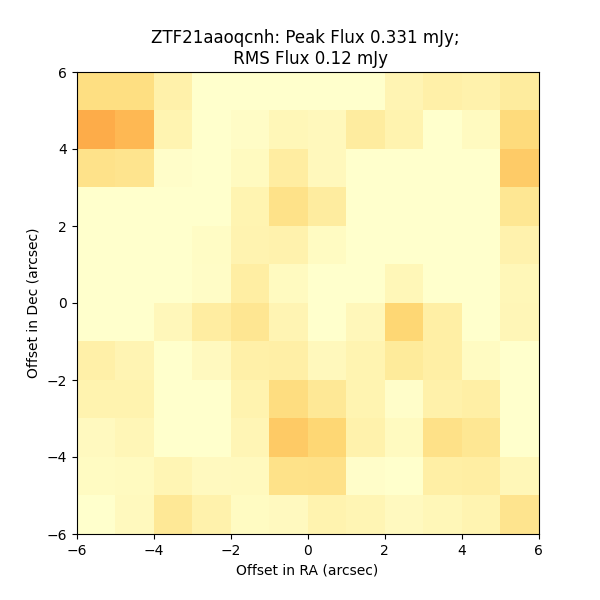 ZTF21aaoqcnh: Peak Flux 0.331 mJy;
RMS Flux 0.12 mJy
6
4
2
0
−2
−4
−6
Offset in Dec (arcsec)
−6 −4 −2 0 2 4 6
Offset in RA (arcsec)